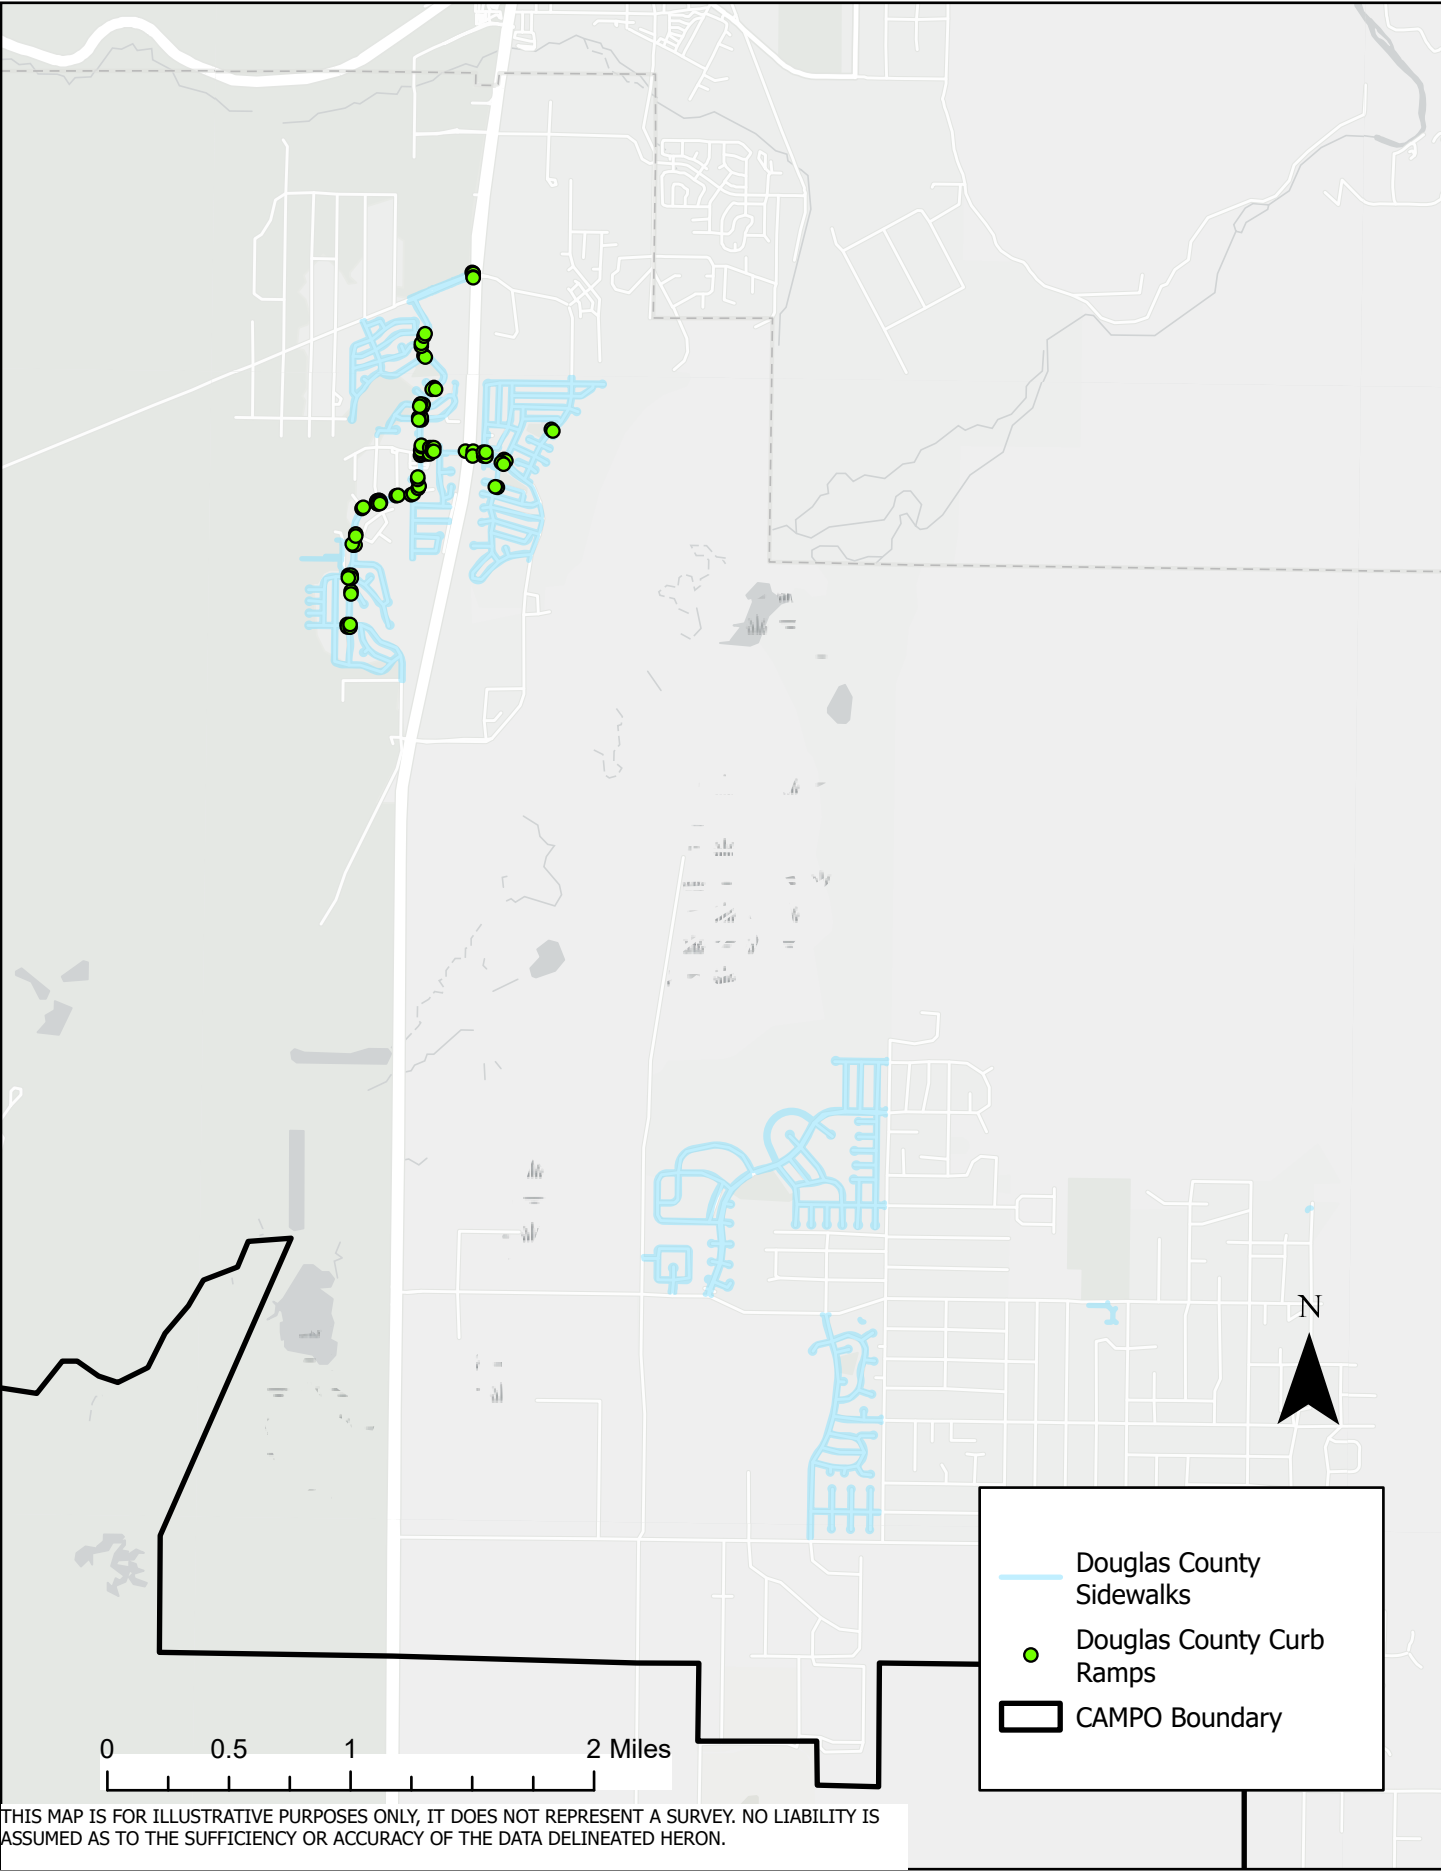 N
Douglas County
Sidewalks
Douglas County Curb
Ramps
CAMPO Boundary
0 0.5 1 2 Miles
THIS MAP IS FOR ILLUSTRATIVE PURPOSES ONLY, IT DOES NOT REPRESENT A SURVEY. NO LIABILITY IS
ASSUMED AS TO THE SUFFICIENCY OR ACCURACY OF THE DATA DELINEATED HERON.